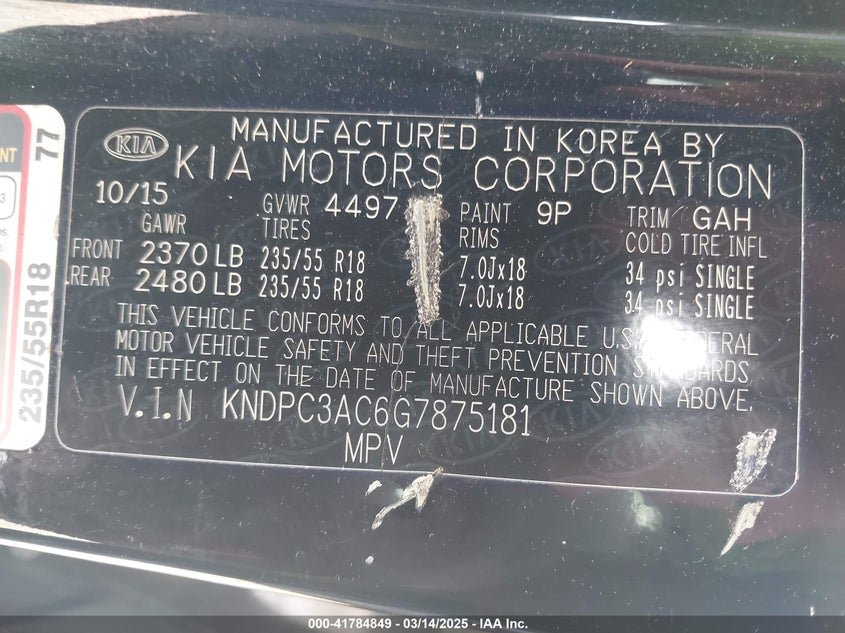 KIA
MANUFACTURED IN KOREA BY
KIA MOTORS CORPORATION
10/15 GVWR 4497 PAINT 9P TRIM GAH
GAWR TIRES RIMS COLD TIRE INFL
FRONT 2370 LB 235/55 R18 7.0Jx18 34 psi SINGLE
REAR 2480 LB 235/55 R18 7.0Jx18 34 psi SINGLE
THIS VEHICLE CONFORMS TO ALL APPLICABLE U.S. FEDERAL
MOTOR VEHICLE SAFETY AND THEFT PREVENTION STANDARDS
IN EFFECT ON THE DATE OF MANUFACTURE SHOWN ABOVE.
V.I.N KNDPC3AC6G7875181
MPV
235/55R18 77
000-41784849 — 03/14/2025 — IAA Inc.